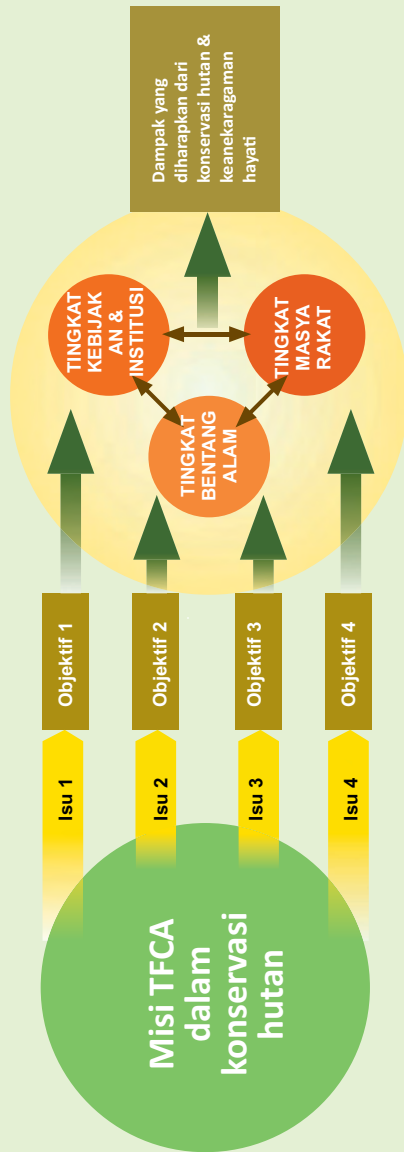 Misi TFCA
dalam
konservasi
hutan
Isu 1
Isu 2
Isu 3
Isu 4
Objektif 1
Objektif 2
Objektif 3
Objektif 4
TINGKAT
KEBIJAK
AN &
INSTITUSI
TINGKAT
BENTANG
ALAM
TINGKAT
MASYA
RAKAT
Dampak yang
diharapkan dari
konservasi hutan &
keanekaragaman
hayati